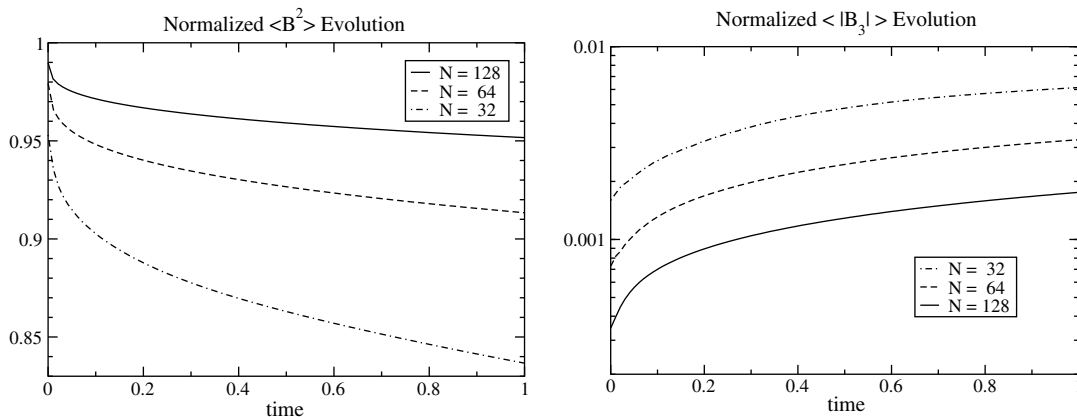 Normalized <B²> Evolution
1
0.95
0.9
0.85
0 0.2 0.4 0.6 0.8 1
time
N = 128
N = 64
N = 32
Normalized < |B₃| > Evolution
0.01
0.001
0 0.2 0.4 0.6 0.8 1
time
N = 32
N = 64
N = 128